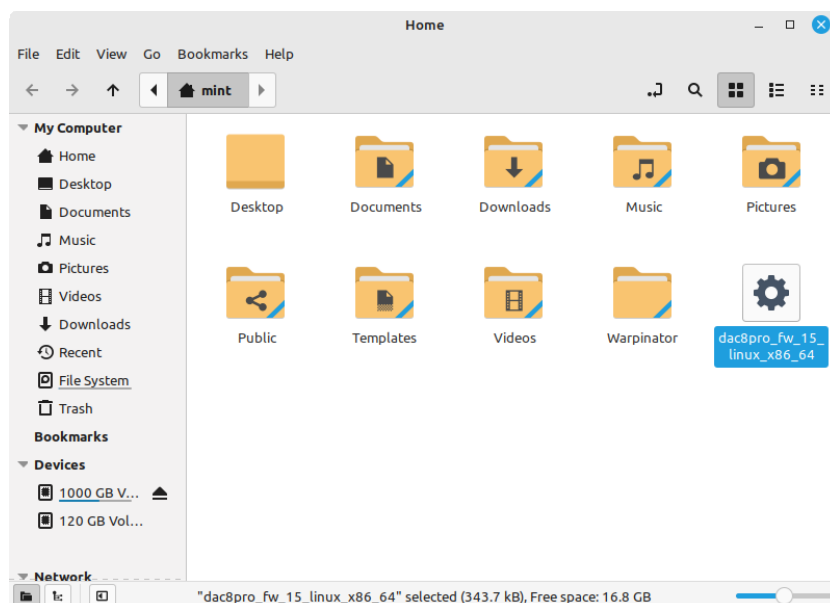 Home
File Edit View Go Bookmarks Help
mint
My Computer
Home
Desktop
Documents
Music
Pictures
Videos
Downloads
Recent
File System
Trash
Bookmarks
Devices
1000 GB V...
120 GB Vol...
Network
Desktop Documents Downloads Music Pictures
Public Templates Videos Warpinator dac8pro_fw_15_
linux_x86_64
"dac8pro_fw_15_linux_x86_64" selected (343.7 kB), Free space: 16.8 GB